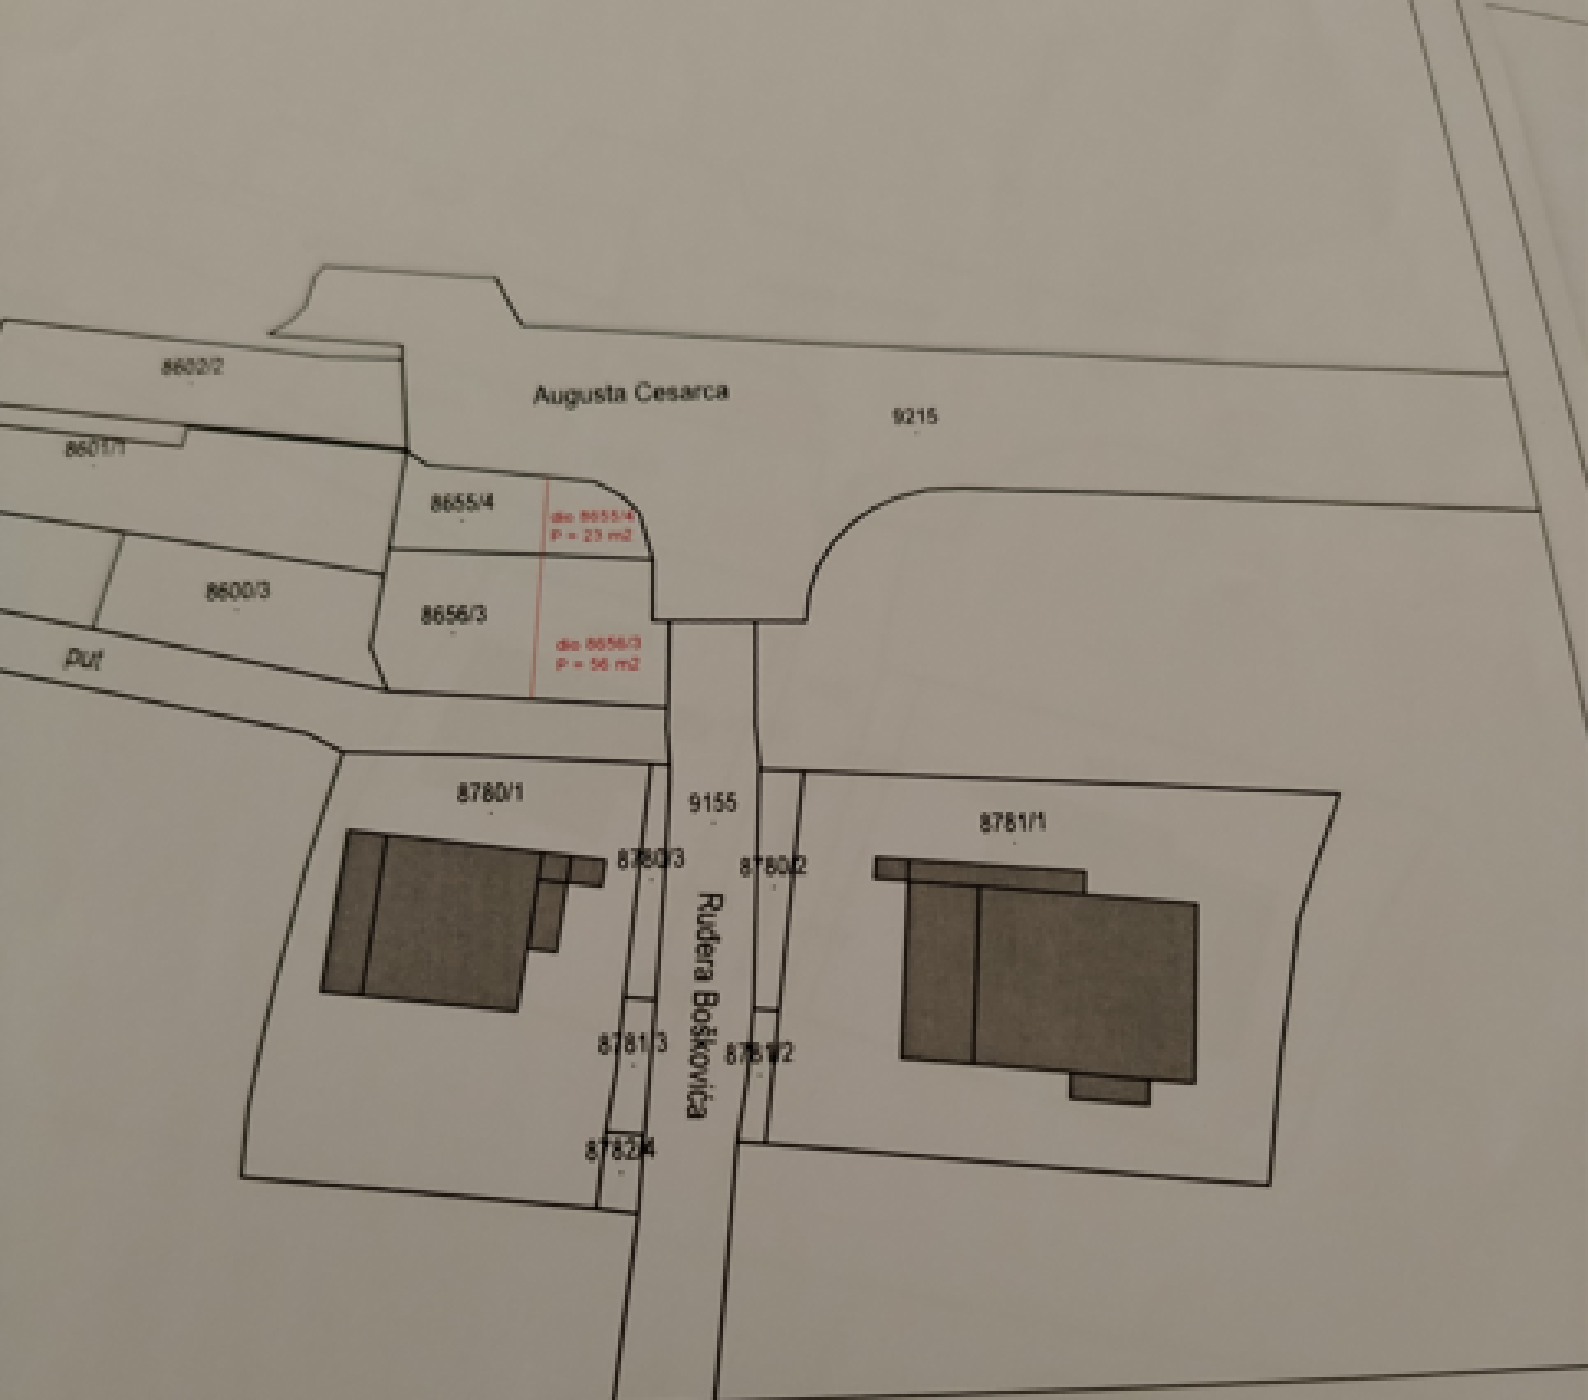 8602/2
Augusta Cesarca
9215
8601/1
8655/4
dio 8655/4
P = 23 m2
8600/3
8656/3
dio 8656/3
P = 56 m2
put
8780/1
9155
8781/1
8780/3
8780/2
Ruđera Boškovića
8781/3
8781/2
8782/4